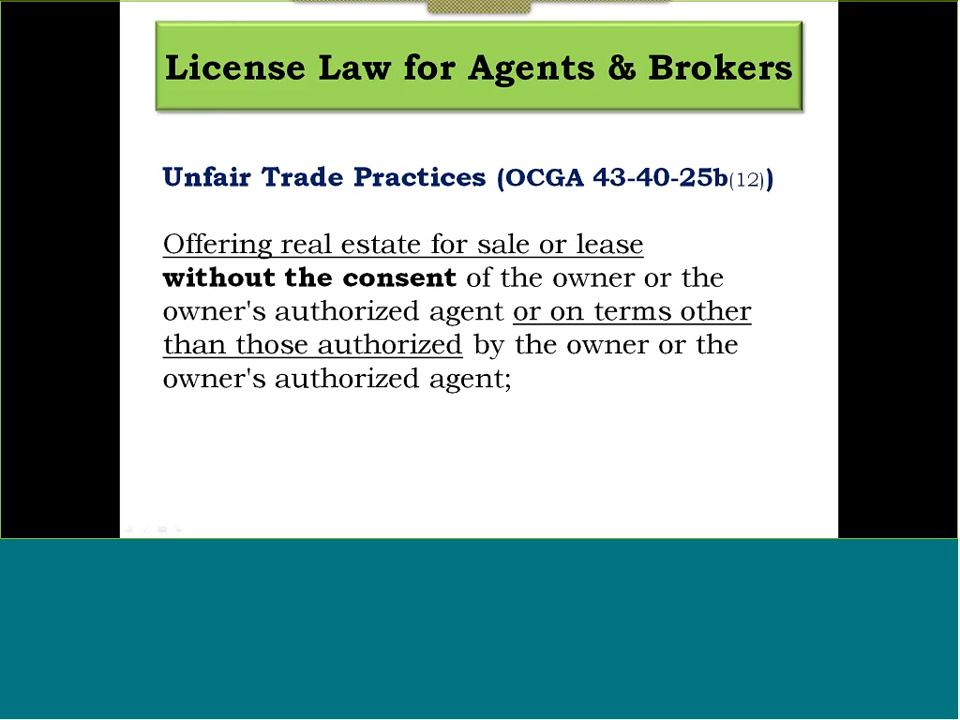 License Law for Agents & Brokers
Unfair Trade Practices (OCGA 43-40-25b(12))
Offering real estate for sale or lease
without the consent of the owner or the
owner's authorized agent or on terms other
than those authorized by the owner or the
owner's authorized agent;